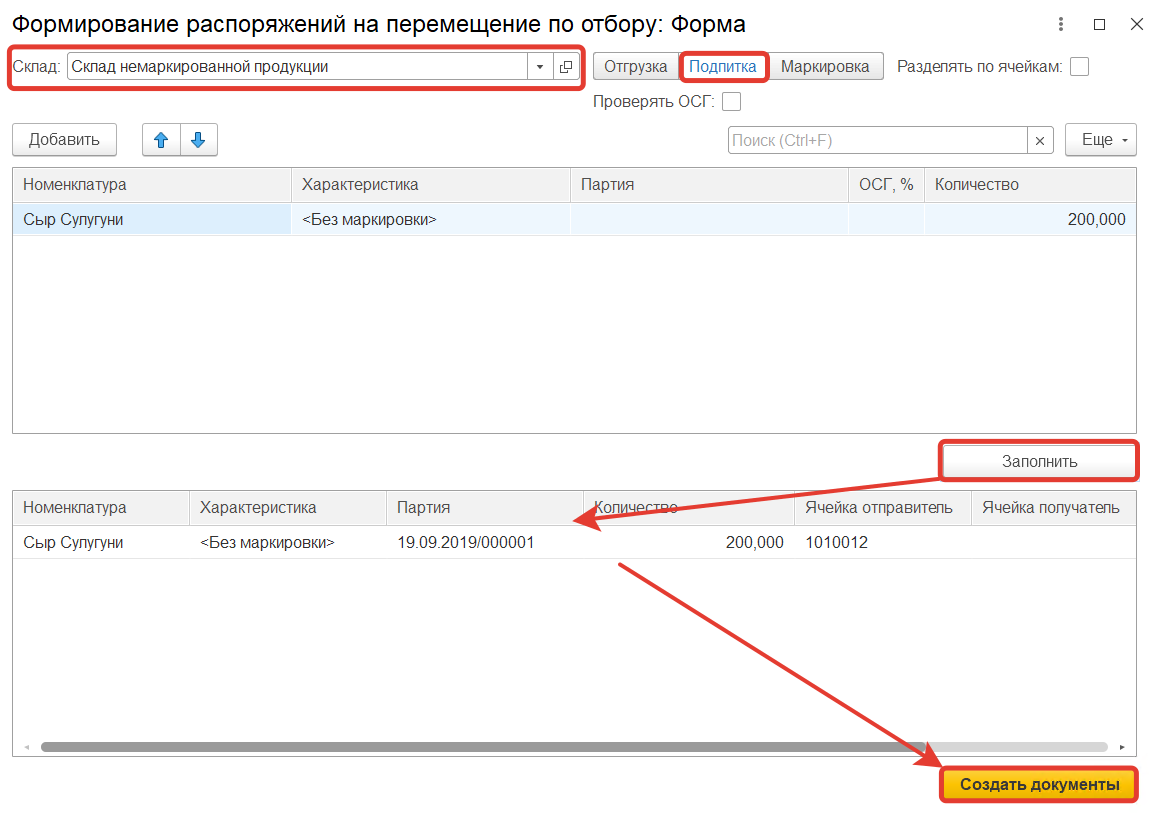 Формирование распоряжений на перемещение по отбору: Форма
Склад: Склад немаркированной продукции Отгрузка Подпитка Маркировка Разделять по ячейкам:
Проверять ОСГ:
Добавить Поиск (Ctrl+F) Еще
Номенклатура Характеристика Партия ОСГ, % Количество
Сыр Сулугуни <Без маркировки> 200,000
Заполнить
Номенклатура Характеристика Партия Количество Ячейка отправитель Ячейка получатель
Сыр Сулугуни <Без маркировки> 19.09.2019/000001 200,000 1010012
Создать документы